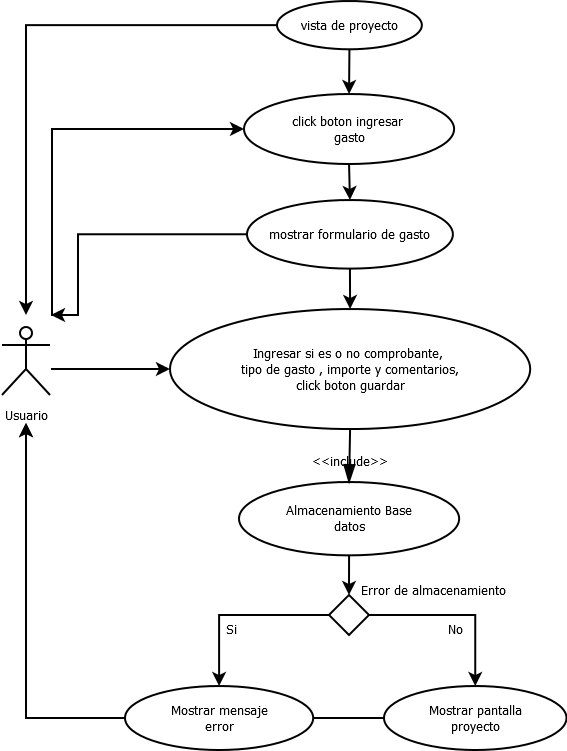 vista de proyecto
click boton ingresar
gasto
mostrar formulario de gasto
Ingresar si es o no comprobante,
tipo de gasto , importe y comentarios,
click boton guardar
Usuario
<<include>>
Almacenamiento Base
datos
Error de almacenamiento
Si
No
Mostrar mensaje
error
Mostrar pantalla
proyecto